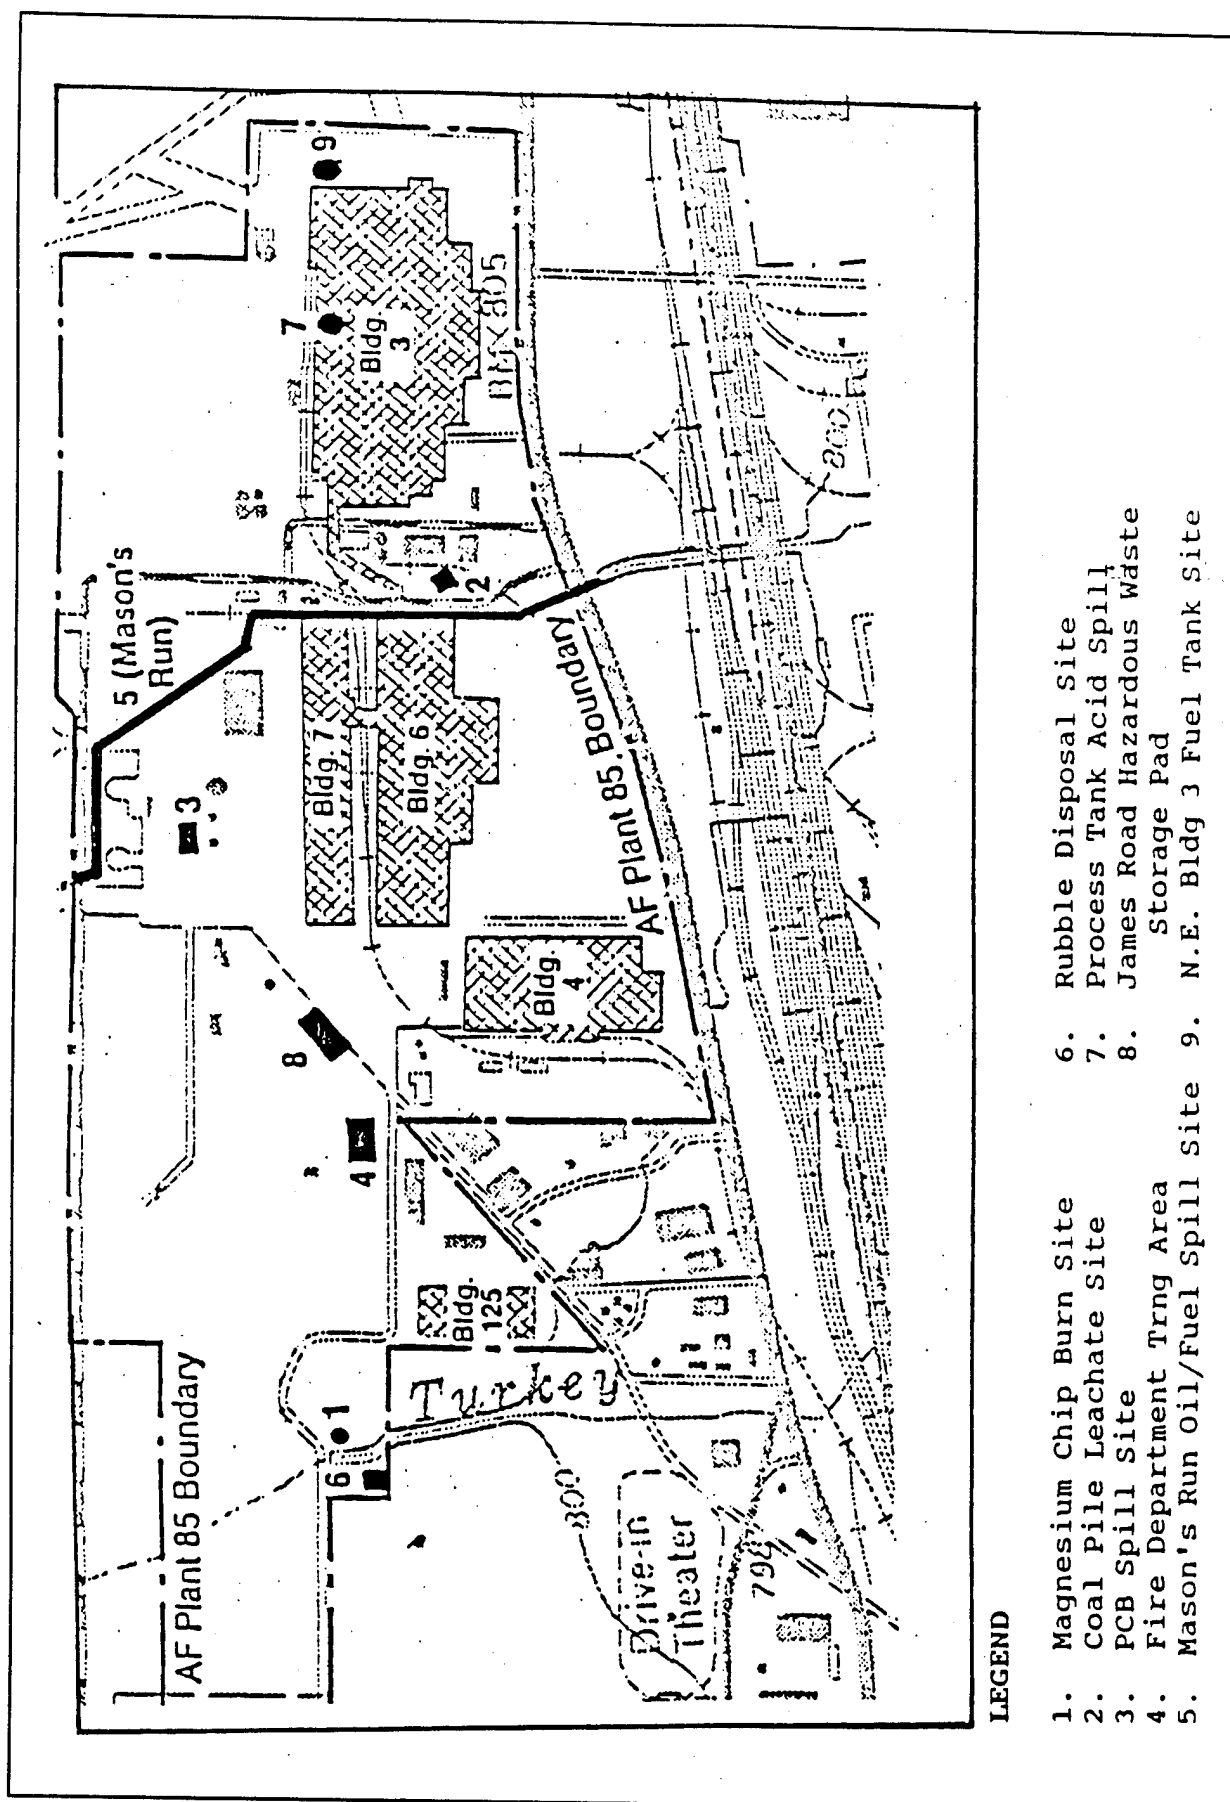 AF Plant 85 Boundary
5 (Mason's
Run)
3
7
9
Bldg.
3
BMX 805
2
Bldg. 7
Bldg. 6
8
4
Bldg.
4
AF Plant 85 Boundary
Bldg.
125
1
6
Turkey
800
800
Drive-in
Theater
798
LEGEND
1. Magnesium Chip Burn Site
2. Coal Pile Leachate Site
3. PCB Spill Site
4. Fire Department Trng Area
5. Mason's Run Oil/Fuel Spill Site
6. Rubble Disposal Site
7. Process Tank Acid Spill
8. James Road Hazardous Waste
Storage Pad
9. N.E. Bldg 3 Fuel Tank Site